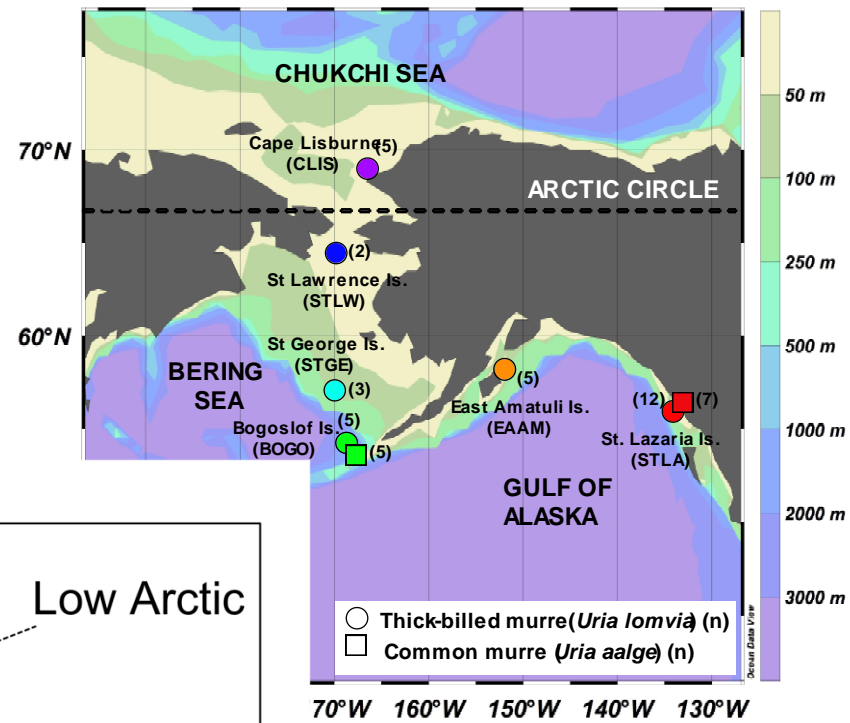 CHUKCHI SEA
50 m
70°N
Cape Lisburne (5)
(CLIS)
100 m
ARCTIC CIRCLE
(2)
250 m
St Lawrence Is.
(STLW)
60°N
500 m
St George Is.
(STGE)
BERING
SEA
(3)
(5)
(12)
(7)
1000 m
East Amatuli Is.
(EAAM)
Bogoslof Is.
(5)
(BOGO)
(5)
St. Lazaria Is.
(STLA)
GULF OF
ALASKA
2000 m
3000 m
Low Arctic
Thick-billed murre(Uria lomvia) (n)
Common murre (Uria aalge) (n)
Ocean Data View
70°W 160°W 150°W 140°W 130°W